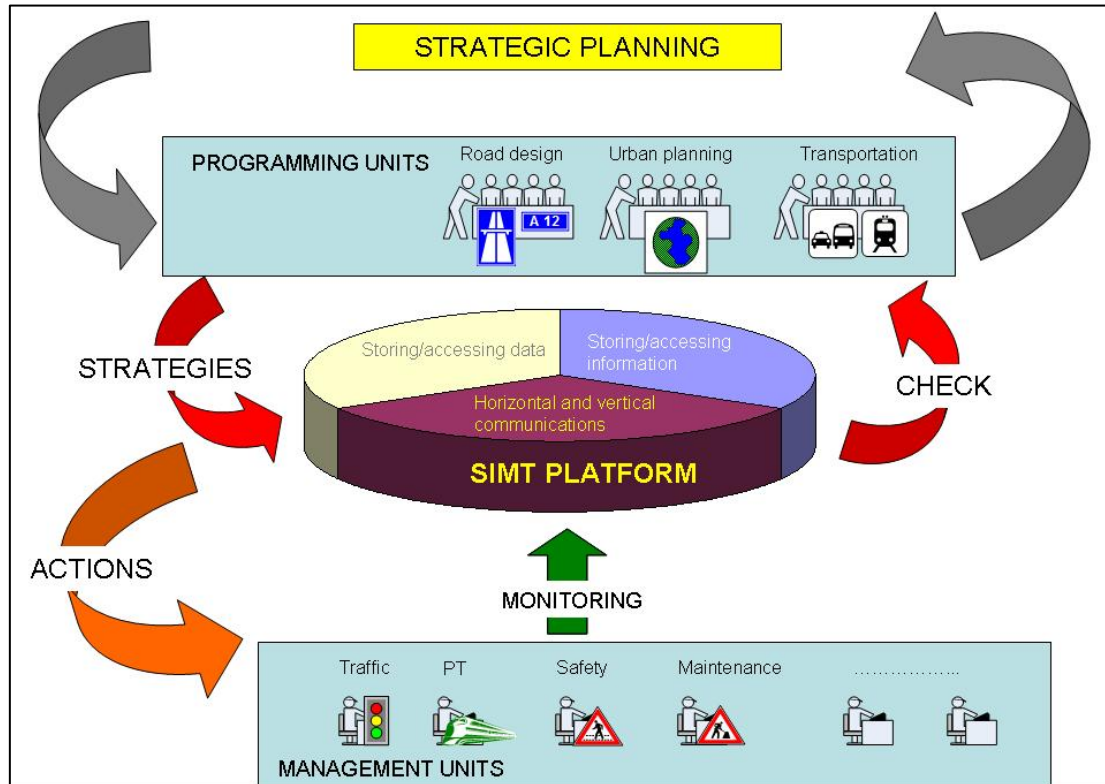 STRATEGIC PLANNING
PROGRAMMING UNITS
Road design
Urban planning
Transportation
A 12
STRATEGIES
Storing/accessing data
Storing/accessing
information
Horizontal and vertical
communications
SIMT PLATFORM
CHECK
ACTIONS
MONITORING
Traffic
PT
Safety
Maintenance
……………...
MANAGEMENT UNITS